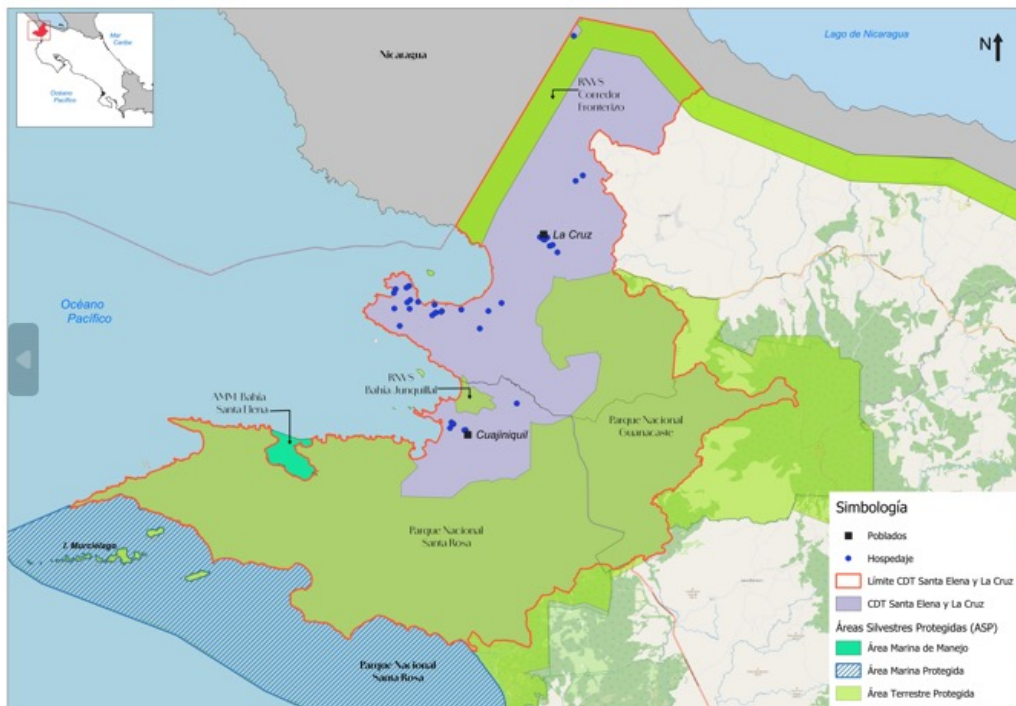 Mar
Caribe
Océano
Pacífico
Nicaragua
Lago de Nicaragua
N
RNVS
Corredor
Fronterizo
La Cruz
Océano
Pacífico
RNVS
Bahía Junquillal
AMM Bahía
Santa Elena
Cuajiniquil
Parque Nacional
Guanacaste
Parque Nacional
Santa Rosa
I. Murciélago
Parque Nacional
Santa Rosa
Simbología
Poblados
Hospedaje
Límite CDT Santa Elena y La Cruz
CDT Santa Elena y La Cruz
Áreas Silvestres Protegidas (ASP)
Área Marina de Manejo
Área Marina Protegida
Área Terrestre Protegida